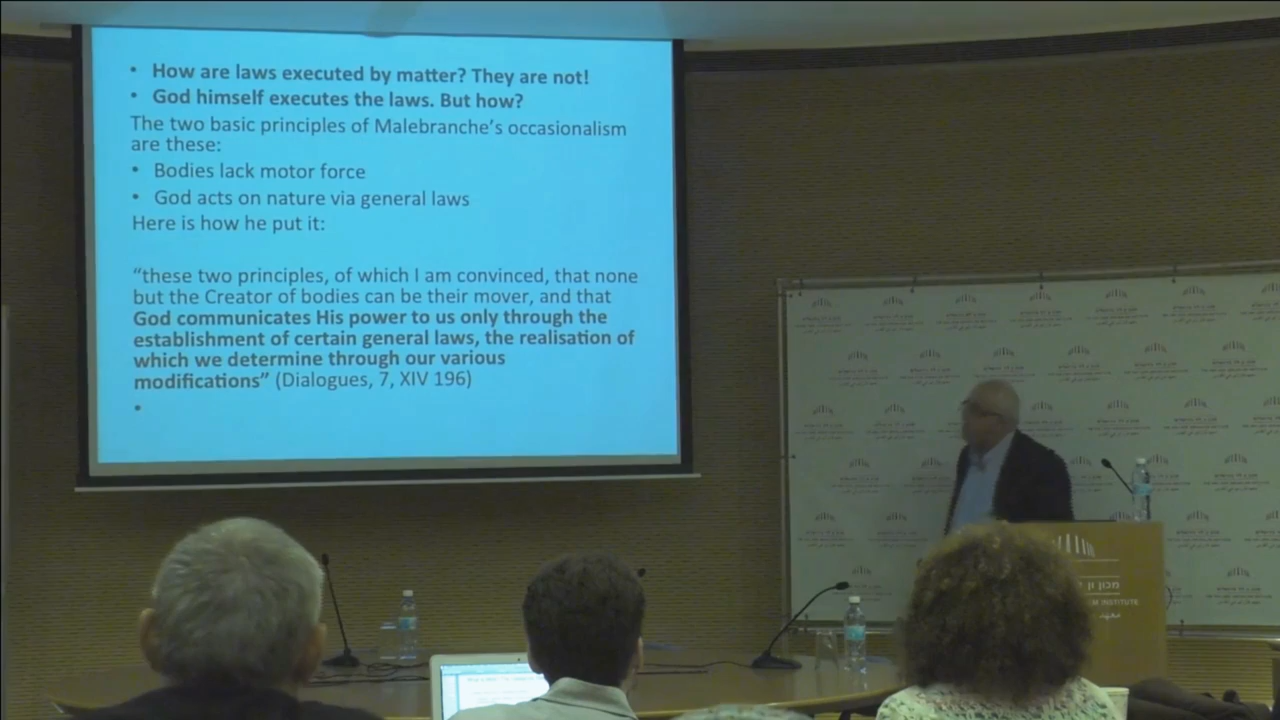 • How are laws executed by matter? They are not!
• God himself executes the laws. But how?
The two basic principles of Malebranche's occasionalism
are these:
• Bodies lack motor force
• God acts on nature via general laws
Here is how he put it:
“these two principles, of which I am convinced, that none
but the Creator of bodies can be their mover, and that
God communicates His power to us only through the
establishment of certain general laws, the realisation of
which we determine through our various
modifications” (Dialogues, 7, XIV 196)
•
מכון ון
INSTITUTE